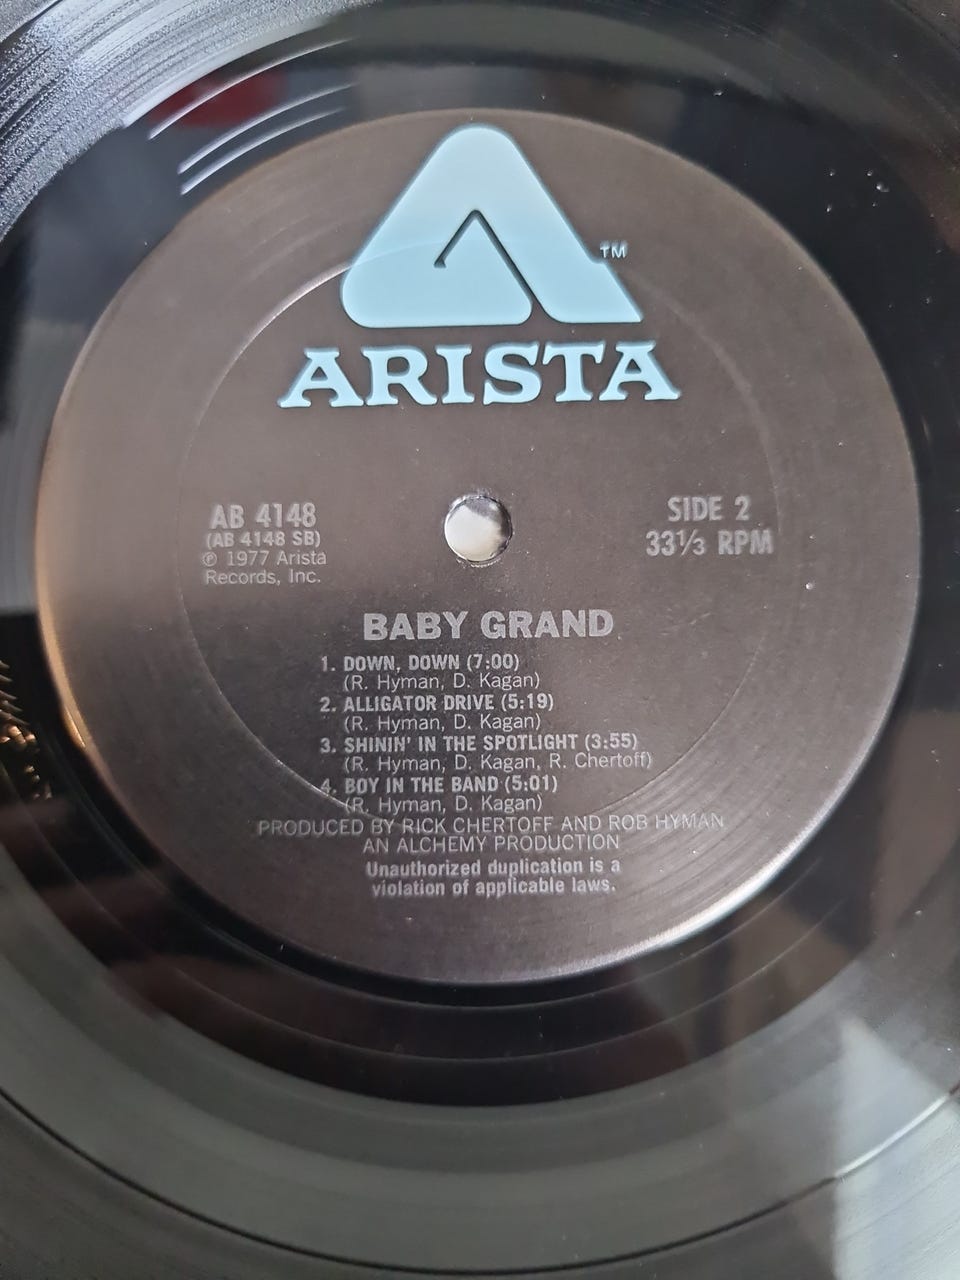 TM
ARISTA
AB 4148
(AB 4148 SB)
℗ 1977 Arista
Records, Inc.
SIDE 2
33⅓ RPM
BABY GRAND
1. DOWN, DOWN (7:00)
(R. Hyman, D. Kagan)
2. ALLIGATOR DRIVE (5:19)
(R. Hyman, D. Kagan)
3. SHININ' IN THE SPOTLIGHT (3:55)
(R. Hyman, D. Kagan, R. Chertoff)
4. BOY IN THE BAND (5:01)
(R. Hyman, D. Kagan)
PRODUCED BY RICK CHERTOFF AND ROB HYMAN
AN ALCHEMY PRODUCTION
Unauthorized duplication is a
violation of applicable laws.